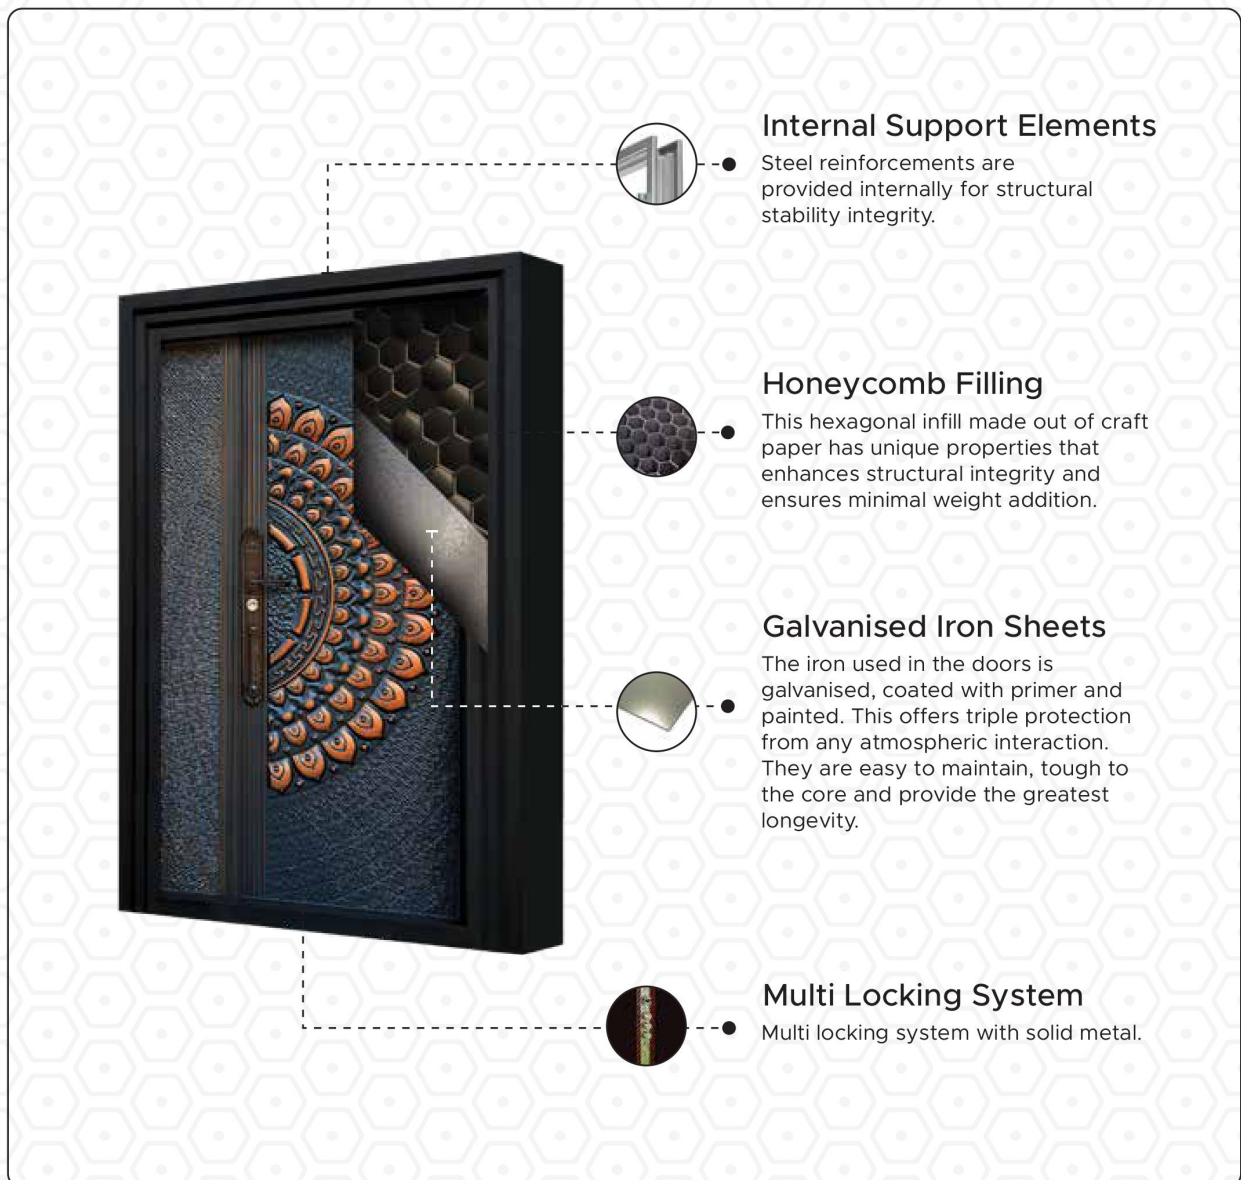 Internal Support Elements
Steel reinforcements are
provided internally for structural
stability integrity.
Honeycomb Filling
This hexagonal infill made out of craft
paper has unique properties that
enhances structural integrity and
ensures minimal weight addition.
Galvanised Iron Sheets
The iron used in the doors is
galvanised, coated with primer and
painted. This offers triple protection
from any atmospheric interaction.
They are easy to maintain, tough to
the core and provide the greatest
longevity.
Multi Locking System
Multi locking system with solid metal.